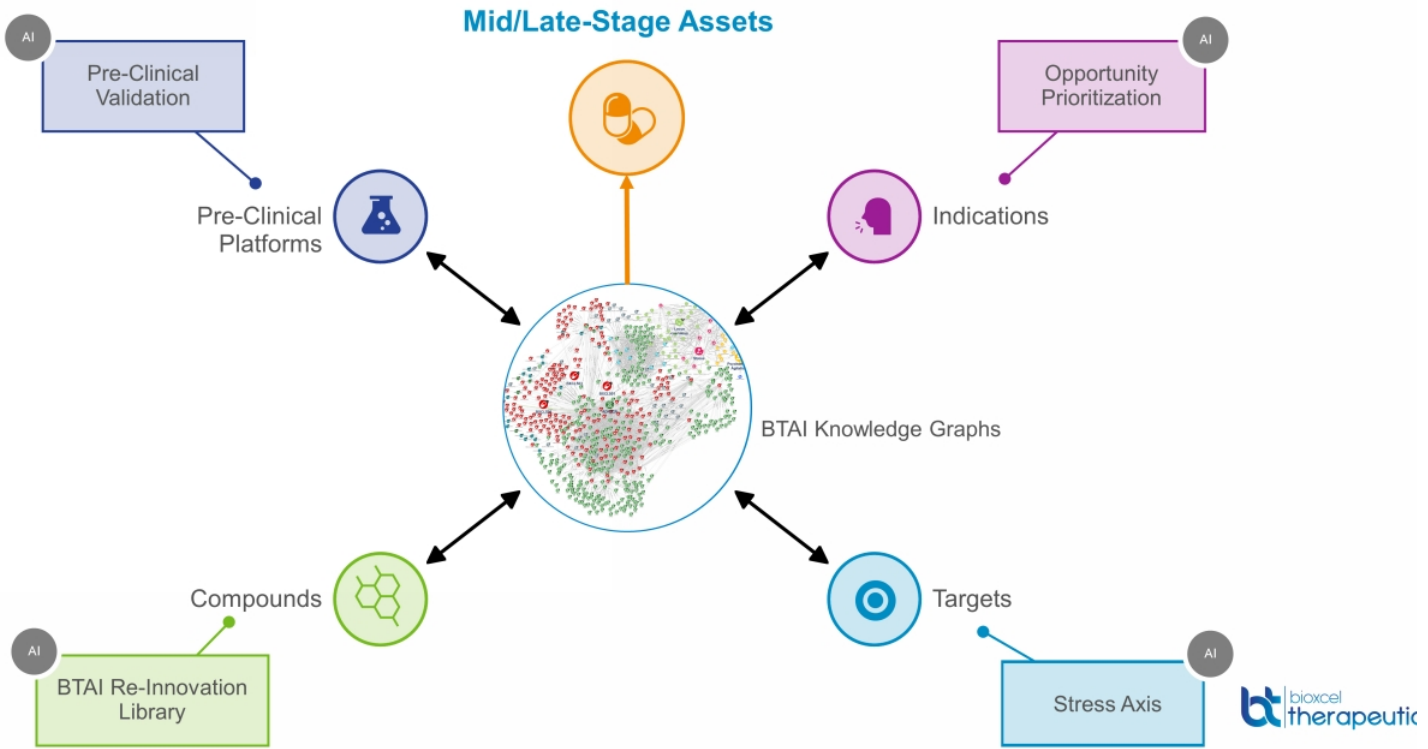 Mid/Late-Stage Assets
AI
Pre-Clinical
Validation
AI
Opportunity
Prioritization
Pre-Clinical
Platforms
Indications
BTAI Knowledge Graphs
Compounds
Targets
AI
BTAI Re-Innovation
Library
AI
Stress Axis
bt
bioxcel
therapeutic